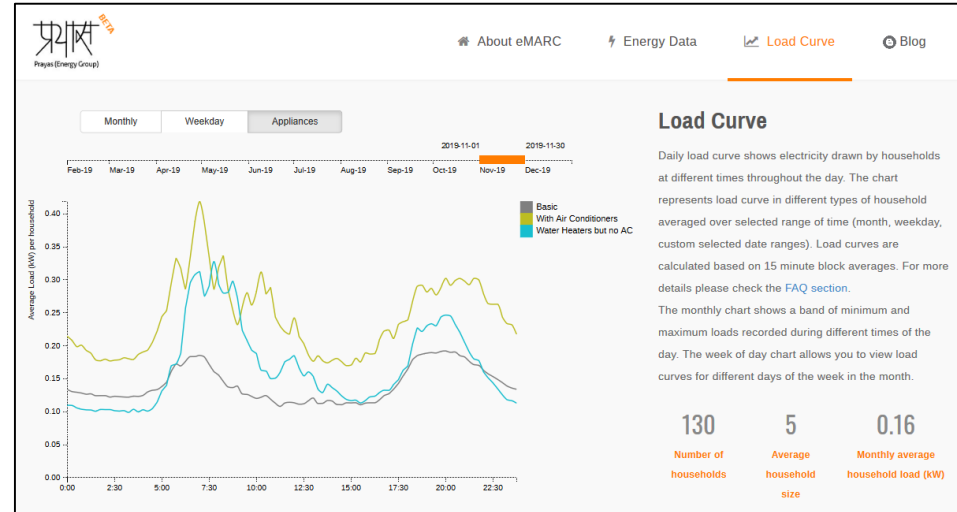 प्रयास
BETA
Prayas (Energy Group)
About eMARC
Energy Data
Load Curve
Blog
Monthly
Weekday
Appliances
2019-11-01
2019-11-30
Feb-19
Mar-19
Apr-19
May-19
Jun-19
Jul-19
Aug-19
Sep-19
Oct-19
Nov-19
Dec-19
Average Load (kW) per household
0.40
0.35
0.30
0.25
0.20
0.15
0.10
0.05
0.00
0:00
2:30
5:00
7:30
10:00
12:30
15:00
17:30
20:00
22:30
Basic
With Air Conditioners
Water Heaters but no AC
Load Curve
Daily load curve shows electricity drawn by households
at different times throughout the day. The chart
represents load curve in different types of household
averaged over selected range of time (month, weekday,
custom selected date ranges). Load curves are
calculated based on 15 minute block averages. For more
details please check the FAQ section.
The monthly chart shows a band of minimum and
maximum loads recorded during different times of the
day. The week of day chart allows you to view load
curves for different days of the week in the month.
130
Number of
households
5
Average
household
size
0.16
Monthly average
household load (kW)